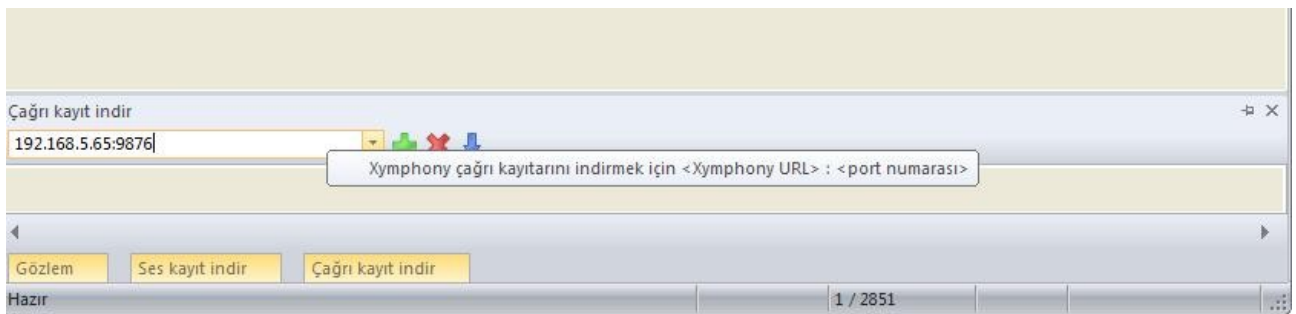 Çağrı kayıt indir
192.168.5.65:9876
Xymphony çağrı kayıtarını indirmek için <Xymphony URL> : <port numarası>
Gözlem Ses kayıt indir Çağrı kayıt indir
Hazır 1 / 2851